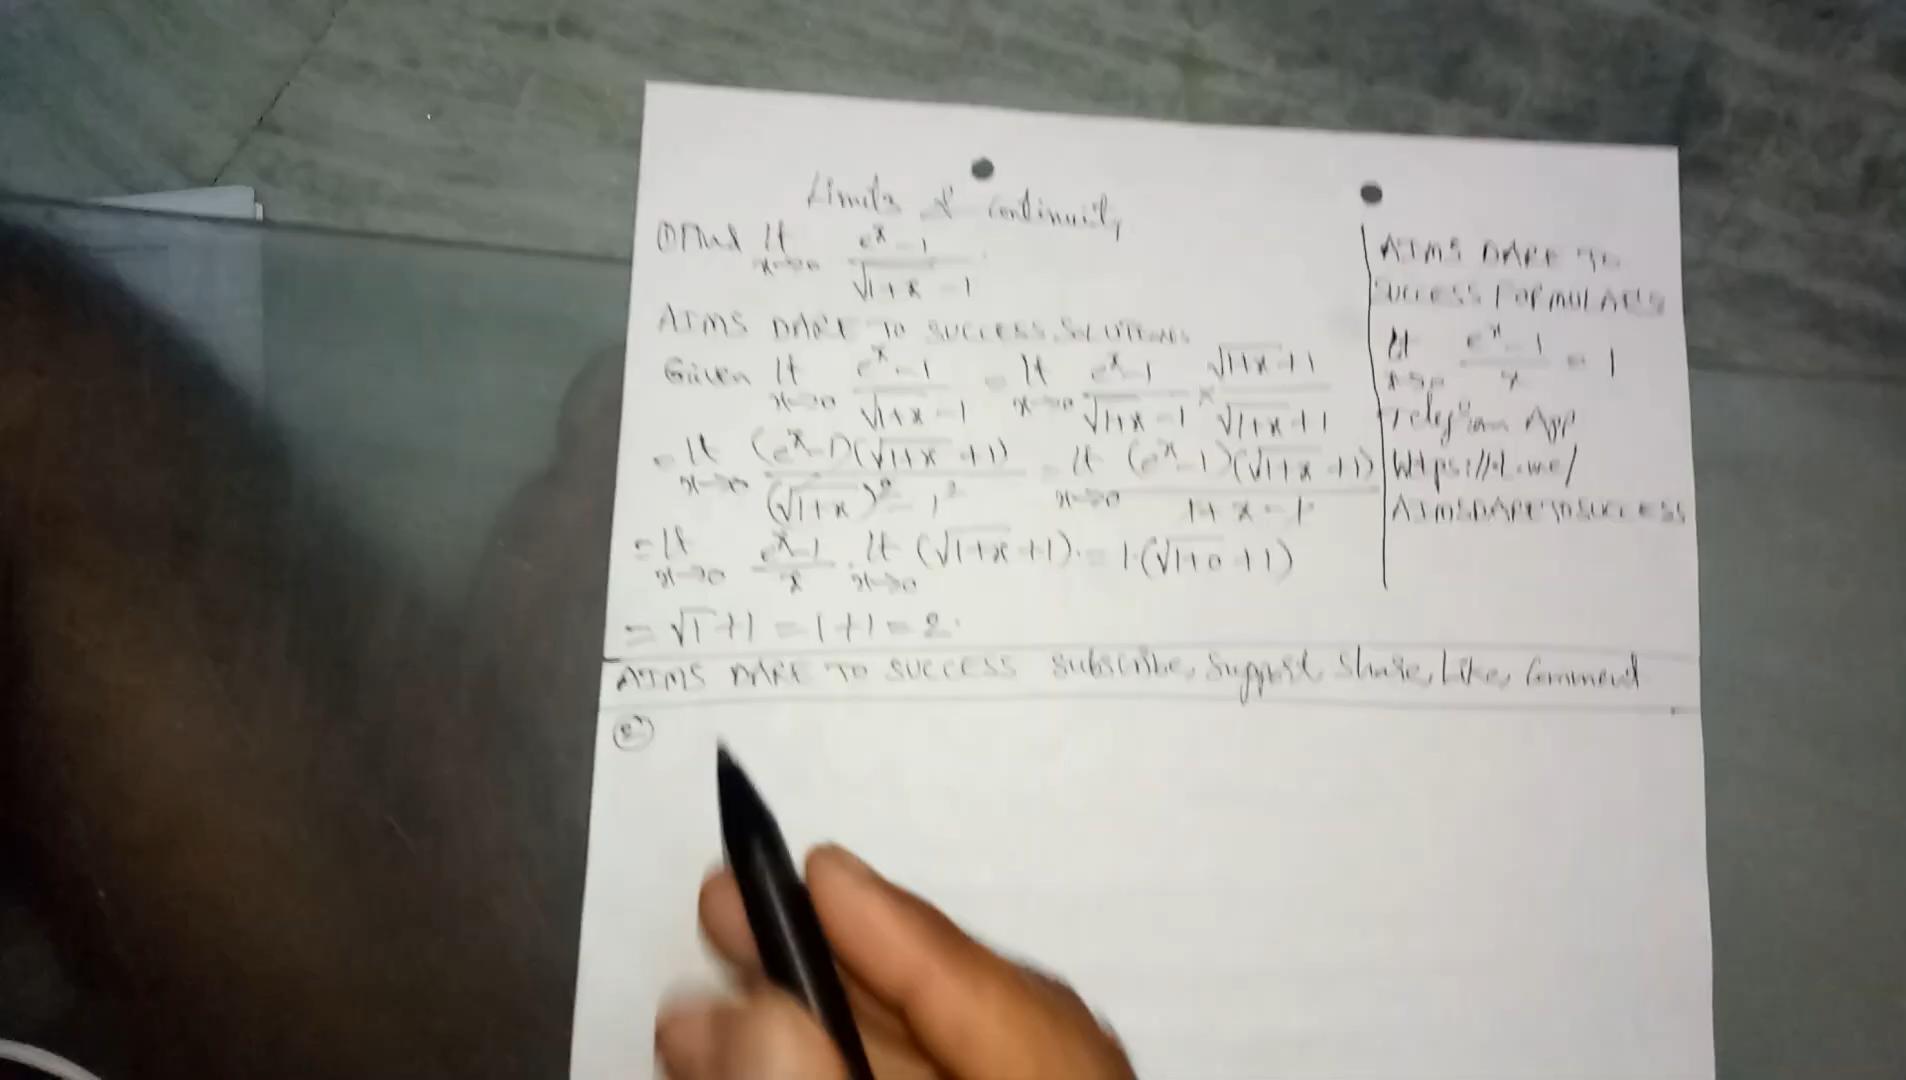 Limits & Continuity
① Find lt x→0 e^x - 1 / √1+x - 1
AIMS DARE TO SUCCESS SOLUTIONS
Given lt x→0 e^x - 1 / √1+x - 1 = lt x→0 e^x - 1 / √1+x - 1 × √1+x + 1 / √1+x + 1
= lt x→0 (e^x - 1)(√1+x + 1) / (√1+x)^2 - 1^2 = lt x→0 (e^x - 1)(√1+x + 1) / 1 + x - 1
= lt x→0 e^x - 1 / x . lt x→0 (√1+x + 1) . = 1.(√1+0 + 1)
= √1 + 1 = 1 + 1 = 2.
AIMS DARE TO
SUCCESS FORMULAES
lt x→0 e^x - 1 / x = 1
Telegram App
https://t.me/
AIMSDARETOSUCCESS
AIMS DARE TO SUCCESS Subscribe, Support, Share, Like, Comment
②